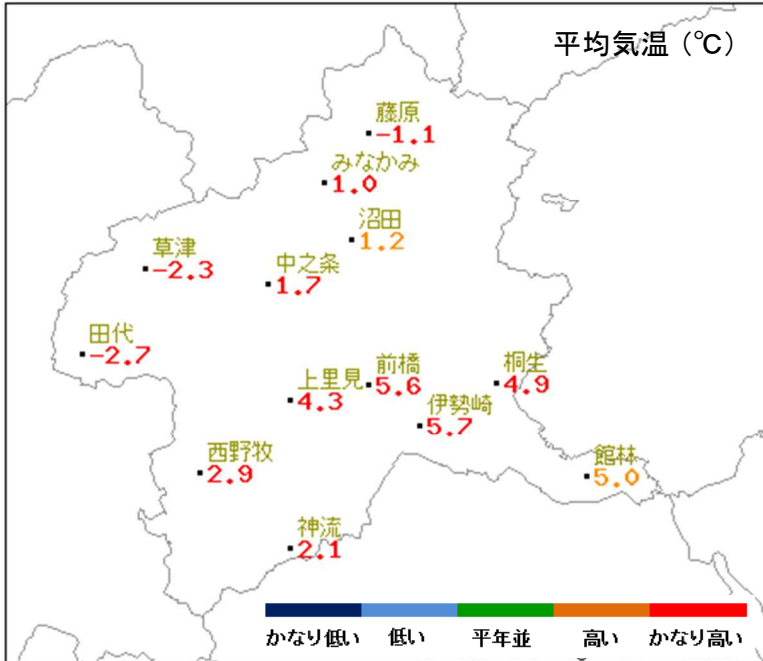 平均気温（℃）
藤原
-1.1
みなかみ
1.0
沼田
1.2
草津
-2.3
中之条
1.7
田代
-2.7
上里見
4.3
前橋
5.6
桐生
4.9
伊勢崎
5.7
西野牧
2.9
館林
5.0
神流
2.1
かなり低い 低い 平年並 高い かなり高い